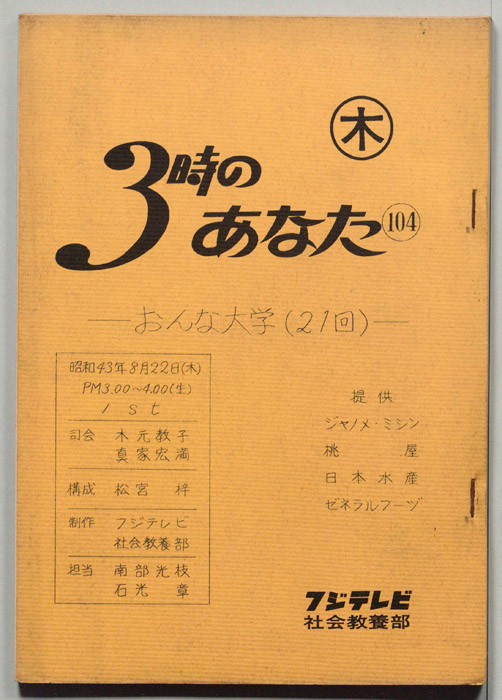 木
3時の
あなた 104
―おんな大学(21回)―
昭和43年8月22日(木)
PM3.00～4.00(生)
1st
司会 木元教子
真家宏満
構成 松宮 梓
制作 フジテレビ
社会教養部
担当 南部光枝
石光 章
提供
ジャノメ・ミシン
桃屋
日本水産
ゼネラルフーヅ
フジテレビ
社会教養部